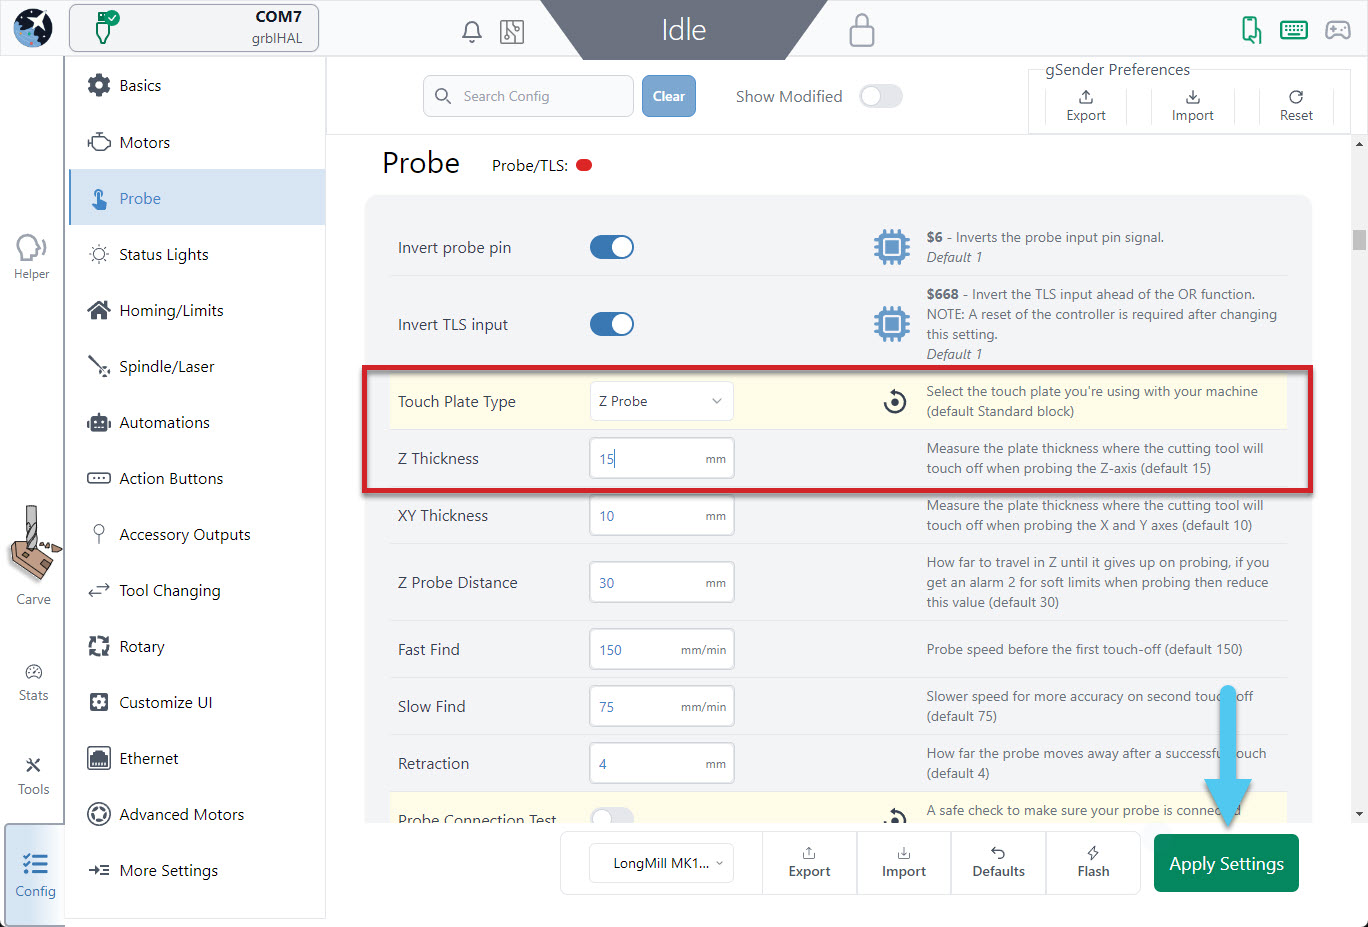 COM7
grblHAL
Idle
Helper
Carve
Stats
Tools
Config
Basics
Motors
Probe
Status Lights
Homing/Limits
Spindle/Laser
Automations
Action Buttons
Accessory Outputs
Tool Changing
Rotary
Customize UI
Ethernet
Advanced Motors
More Settings
Search Config
Clear
Show Modified
gSender Preferences
Export
Import
Reset
Probe
Probe/TLS:
Invert probe pin
$6 - Inverts the probe input pin signal.
Default 1
Invert TLS input
$668 - Invert the TLS input ahead of the OR function.
NOTE: A reset of the controller is required after changing
this setting.
Default 1
Touch Plate Type
Z Probe
Select the touch plate you're using with your machine
(default Standard block)
Z Thickness
15 mm
Measure the plate thickness where the cutting tool will
touch off when probing the Z-axis (default 15)
XY Thickness
10 mm
Measure the plate thickness where the cutting tool will
touch off when probing the X and Y axes (default 10)
Z Probe Distance
30 mm
How far to travel in Z until it gives up on probing, if you
get an alarm 2 for soft limits when probing then reduce
this value (default 30)
Fast Find
150 mm/min
Probe speed before the first touch-off (default 150)
Slow Find
75 mm/min
Slower speed for more accuracy on second touch-off
(default 75)
Retraction
4 mm
How far the probe moves away after a successful touch
(default 4)
Probe Connection Test
A safe check to make sure your probe is connected
LongMill MK1...
Export
Import
Defaults
Flash
Apply Settings